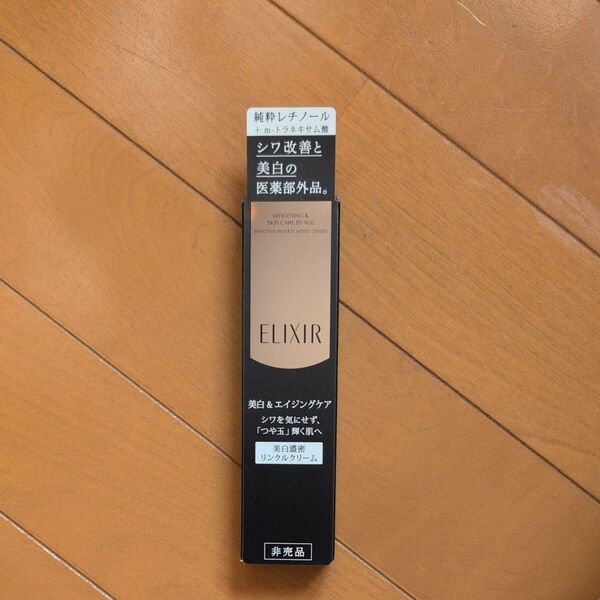 純粋レチノール
+ m-トラネキサム酸
シワ改善と
美白の
医薬部外品。
WHITENING &
SKIN CARE BY AGE
enriched wrinkle white cream
ELIXIR
美白&エイジングケア
シワを気にせず、
「つや玉」輝く肌へ
美白濃密
リンクルクリーム
非売品